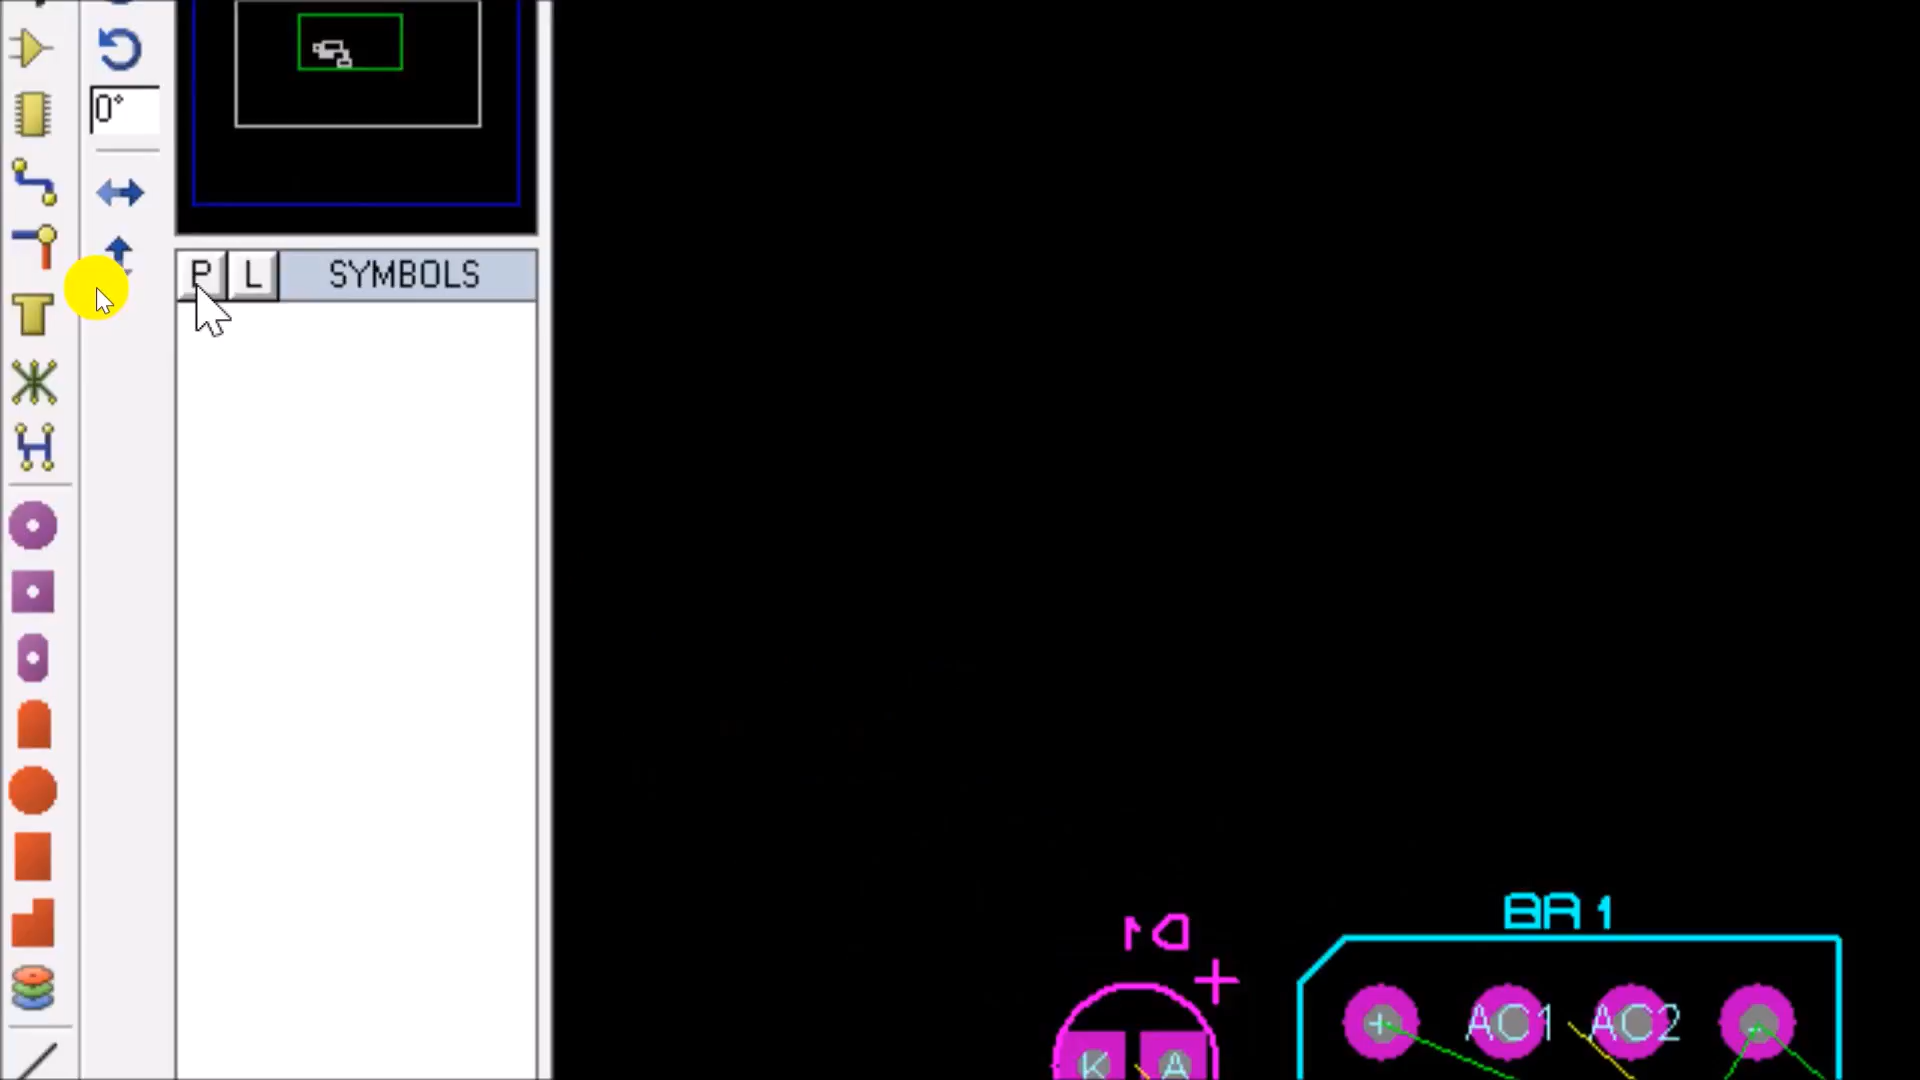 0°
P L SYMBOLS
D1
BR1
+
+ AC1 AC2 -
K A